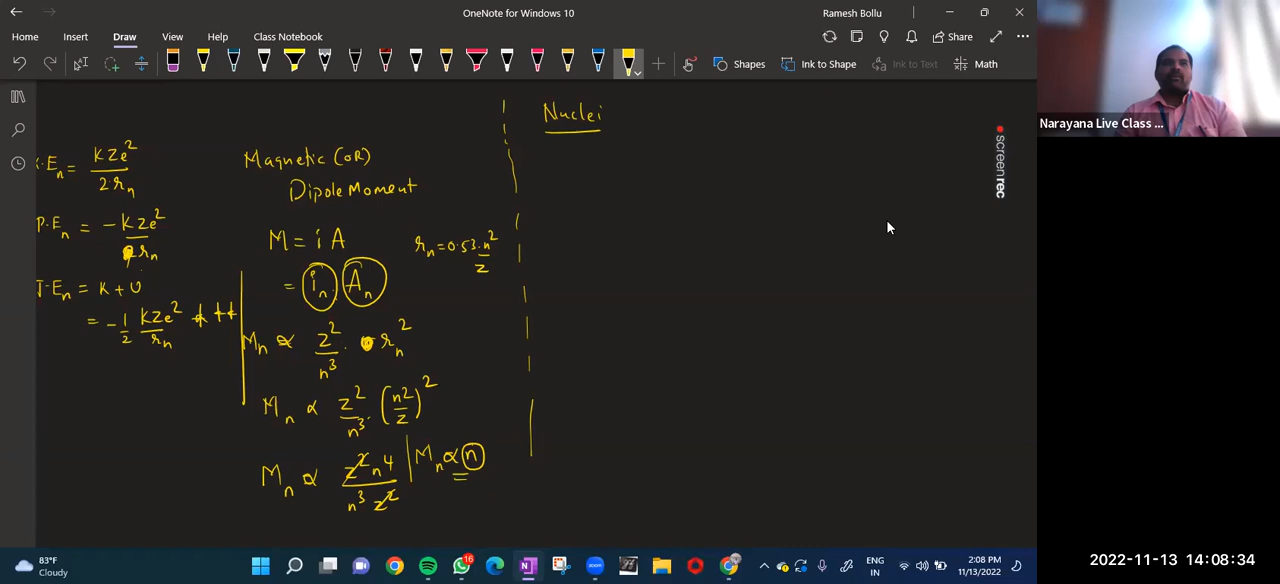 OneNote for Windows 10
Ramesh Bollu
Home Insert Draw View Help Class Notebook
Share
Shapes Ink to Shape Ink to Text Math
K.E_n = KZe^2 / 2r_n
P.E_n = -KZe^2 / r_n
T.E_n = K + U
= -1/2 KZe^2 / r_n
Magnetic (OR)
Dipole Moment
M = i A
= i_n A_n
r_n = 0.53 n^2/z
M_n ∝ z^2/n^3 · r_n^2
M_n ∝ z^2/n^3 · (n2/z)^2
M_n ∝ z^2 n4 / n^3 z^2
M_n ∝ n
Nuclei
screenrec
Narayana Live Class ...
83°F
Cloudy
16
ENG
IN
2:08 PM
11/13/2022
2022-11-13 14:08:34